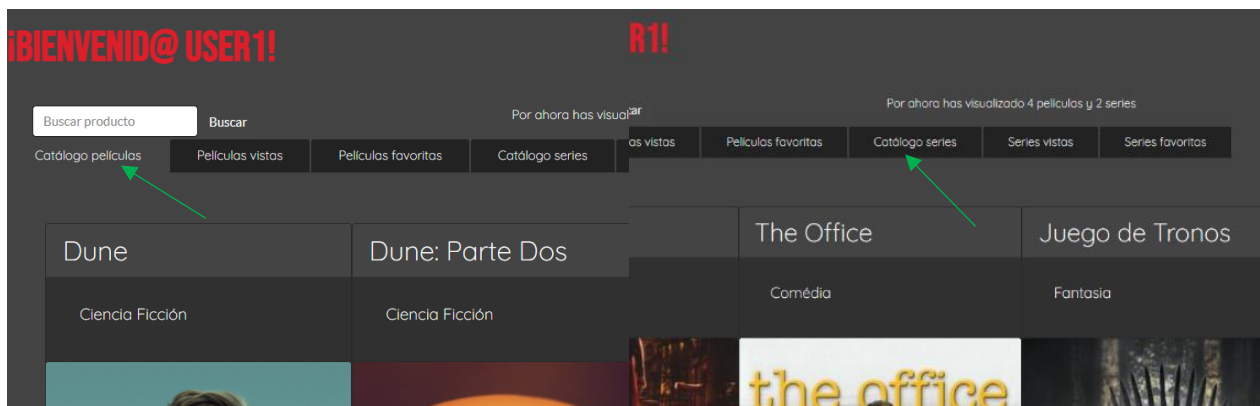 ¡BIENVENID@ USER1!
Buscar producto
Buscar
Por ahora has visual
Catálogo películas
Películas vistas
Películas favoritas
Catálogo series
Dune
Dune: Parte Dos
Ciencia Ficción
Ciencia Ficción
R1!
car
Por ahora has visualizado 4 películas y 2 series
as vistas
Películas favoritas
Catálogo series
Series vistas
Series favoritas
The Office
Juego de Tronos
Comédia
Fantasia
the office